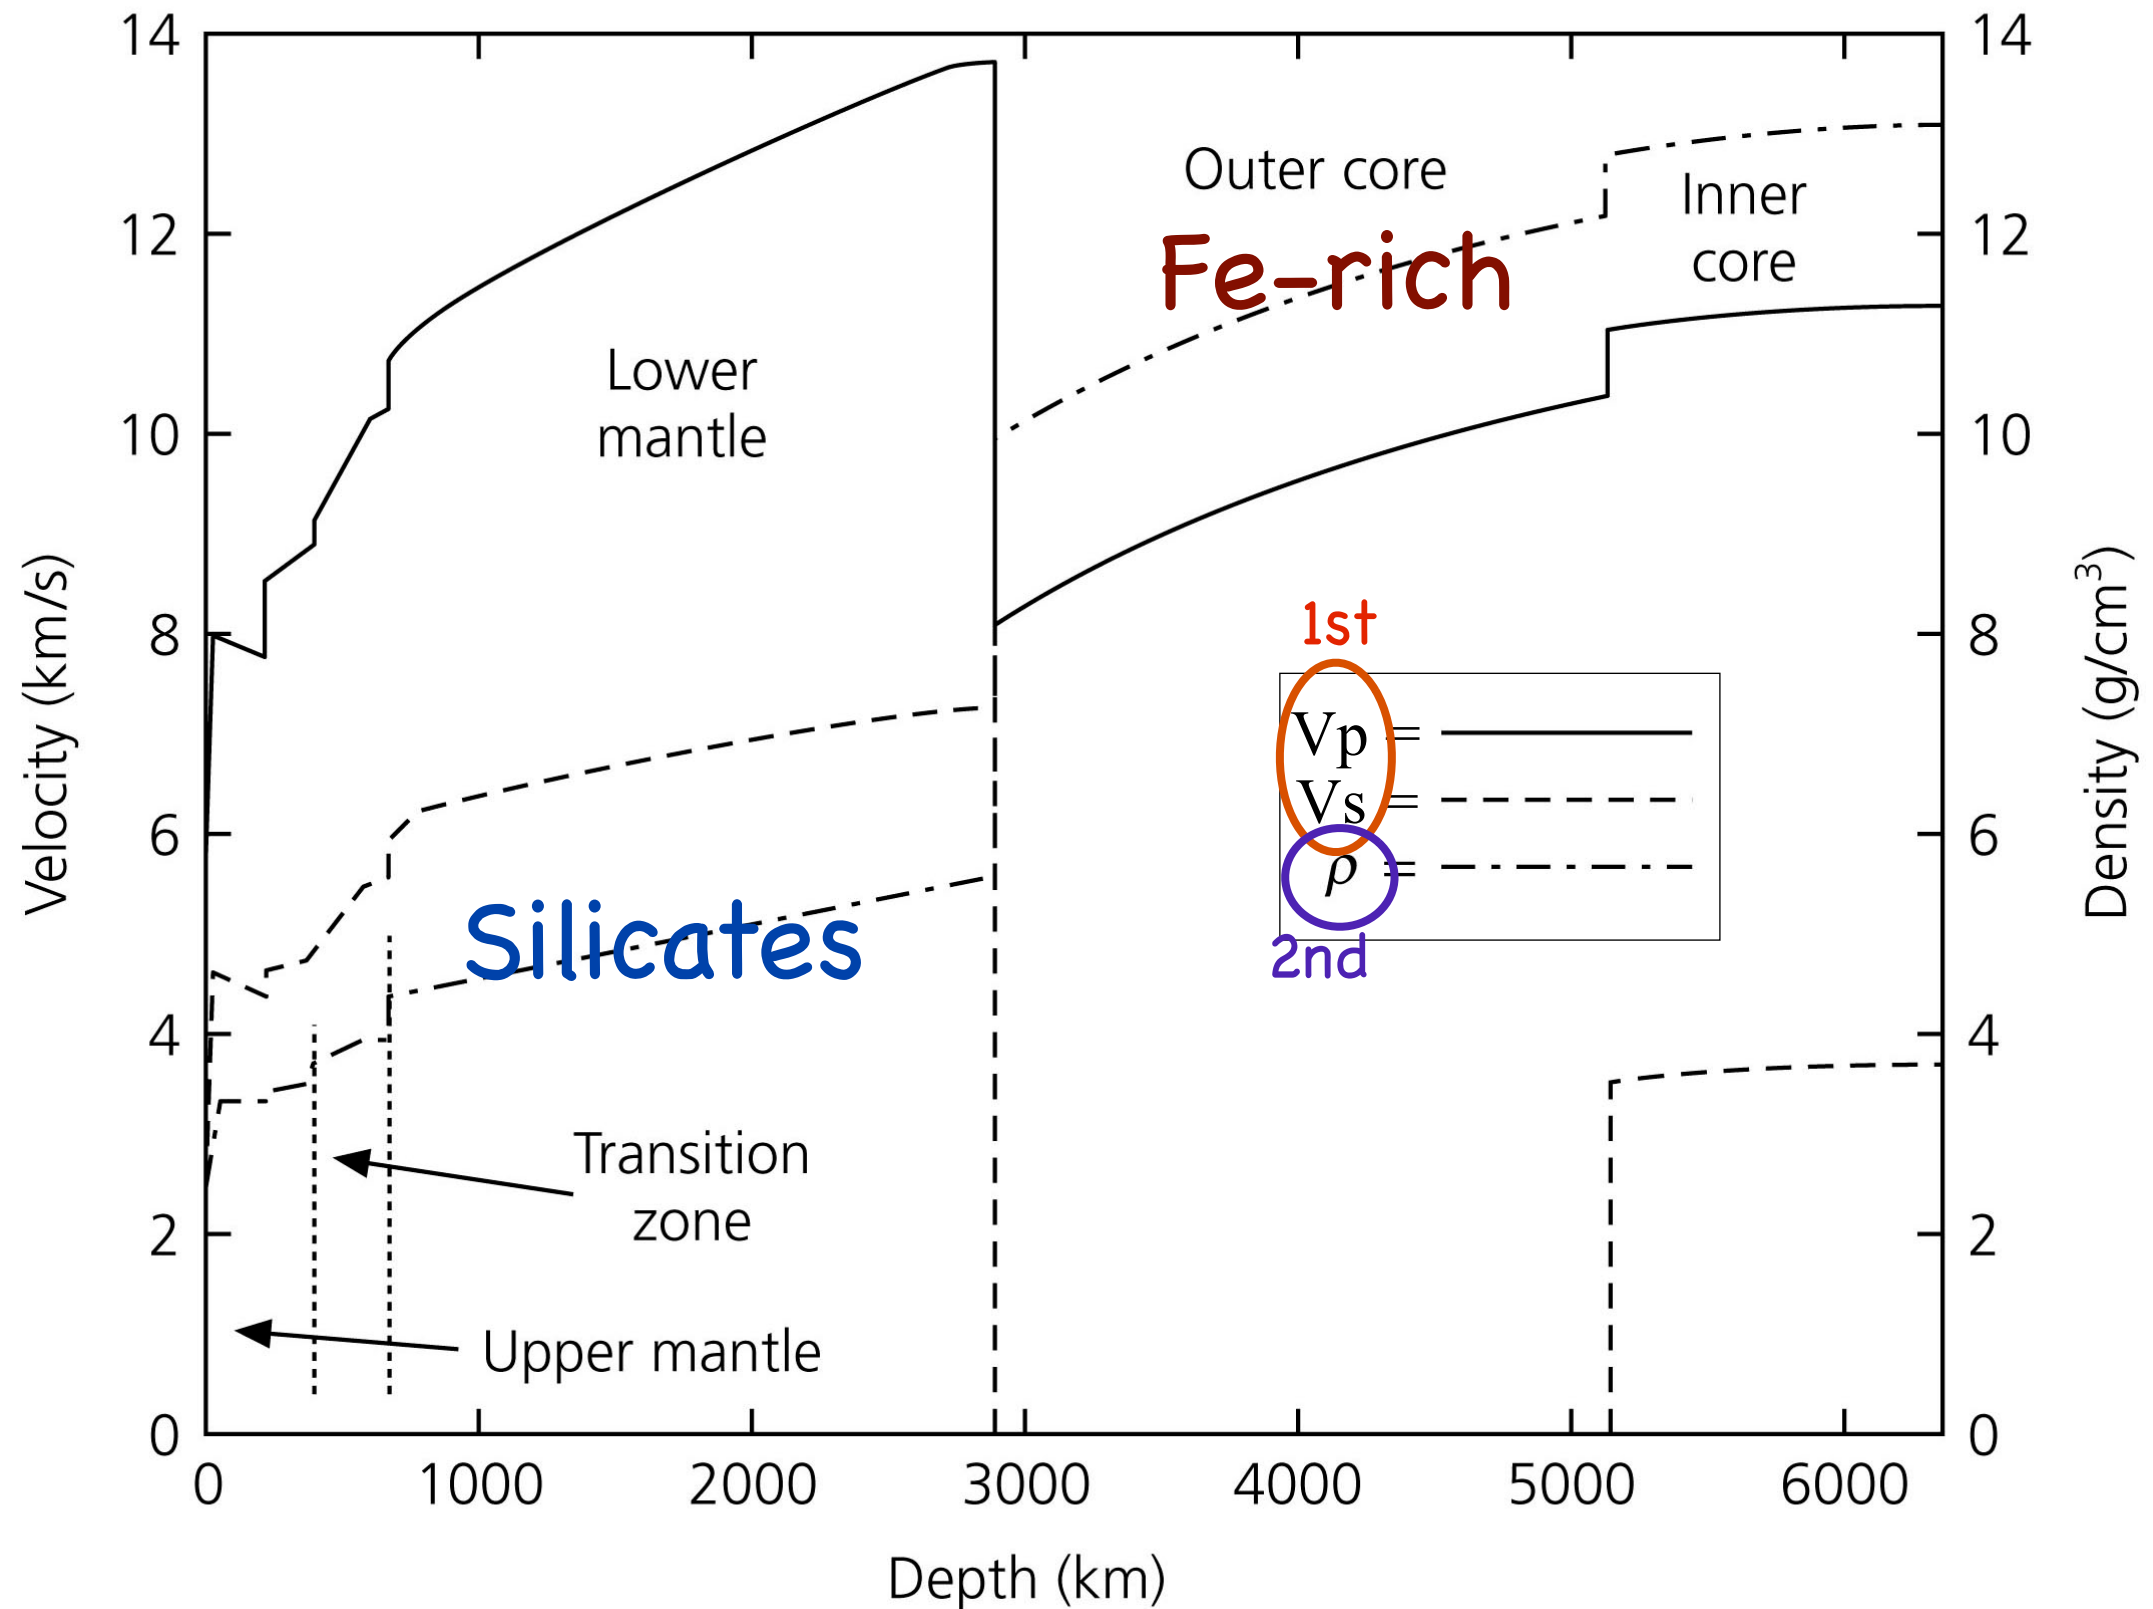 14
12
10
8
6
4
2
0
Velocity (km/s)
14
12
10
8
6
4
2
0
Density (g/cm³)
0 1000 2000 3000 4000 5000 6000
Depth (km)
Outer core
Fe-rich
Inner
core
Lower
mantle
Silicates
Transition
zone
Upper mantle
1st
Vp =
Vs =
ρ =
2nd